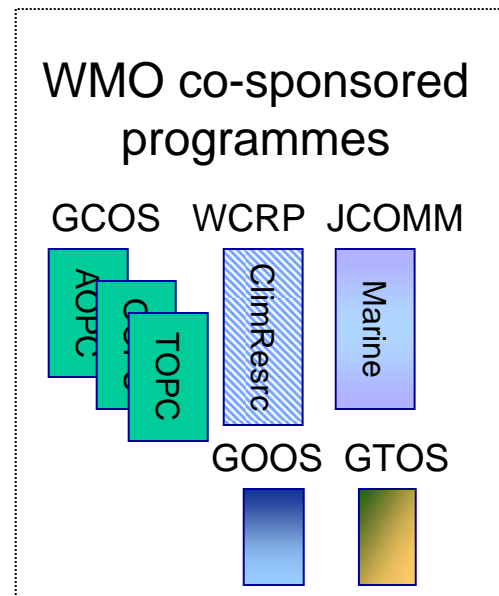 WMO co-sponsored
programmes
GCOS WCRP JCOMM
AOPC
TOPC
ClimResrc
Marine
GOOS GTOS